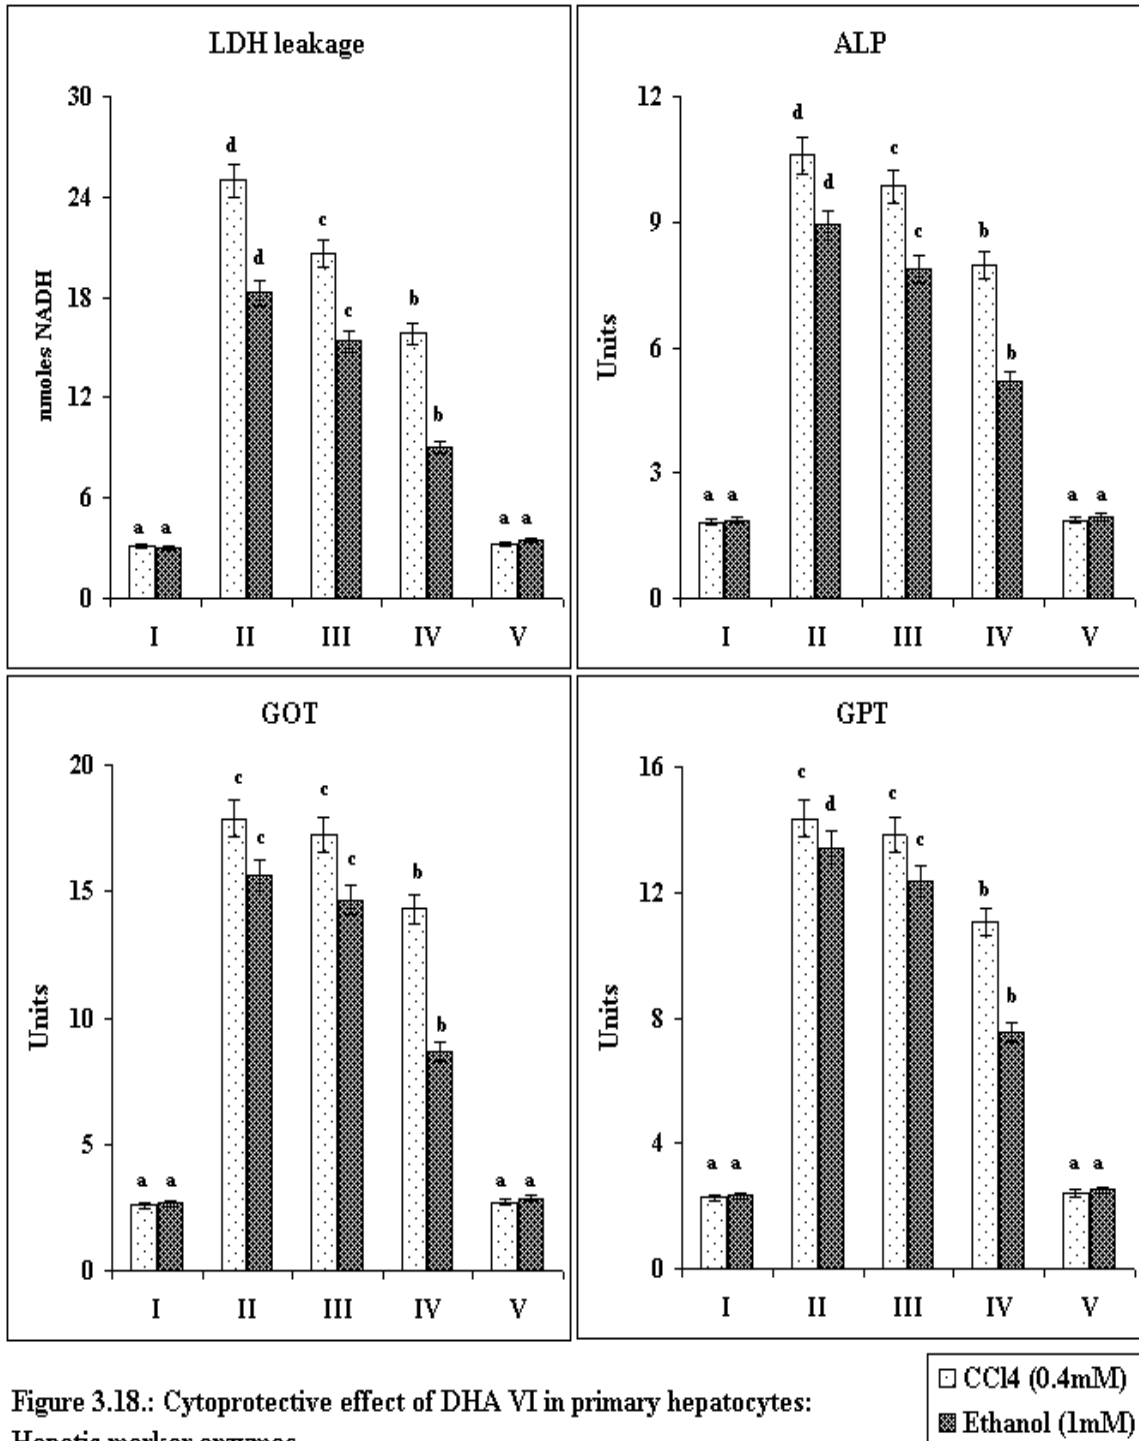 LDH leakage
30
24
18
12
6
0
nmoles NADH
a a
d
d
c
c
b
b
a a
I II III IV V
ALP
12
9
6
3
0
Units
a a
d
d
c
c
b
b
a a
I II III IV V
GOT
20
15
10
5
0
Units
a a
c
c
c
c
b
b
a a
I II III IV V
GPT
16
12
8
4
0
Units
a a
c
d
c
c
b
b
a a
I II III IV V
CCl4 (0.4mM)
Ethanol (1mM)
Figure 3.18.: Cytoprotective effect of DHA VI in primary hepatocytes:
Hepatic marker enzymes